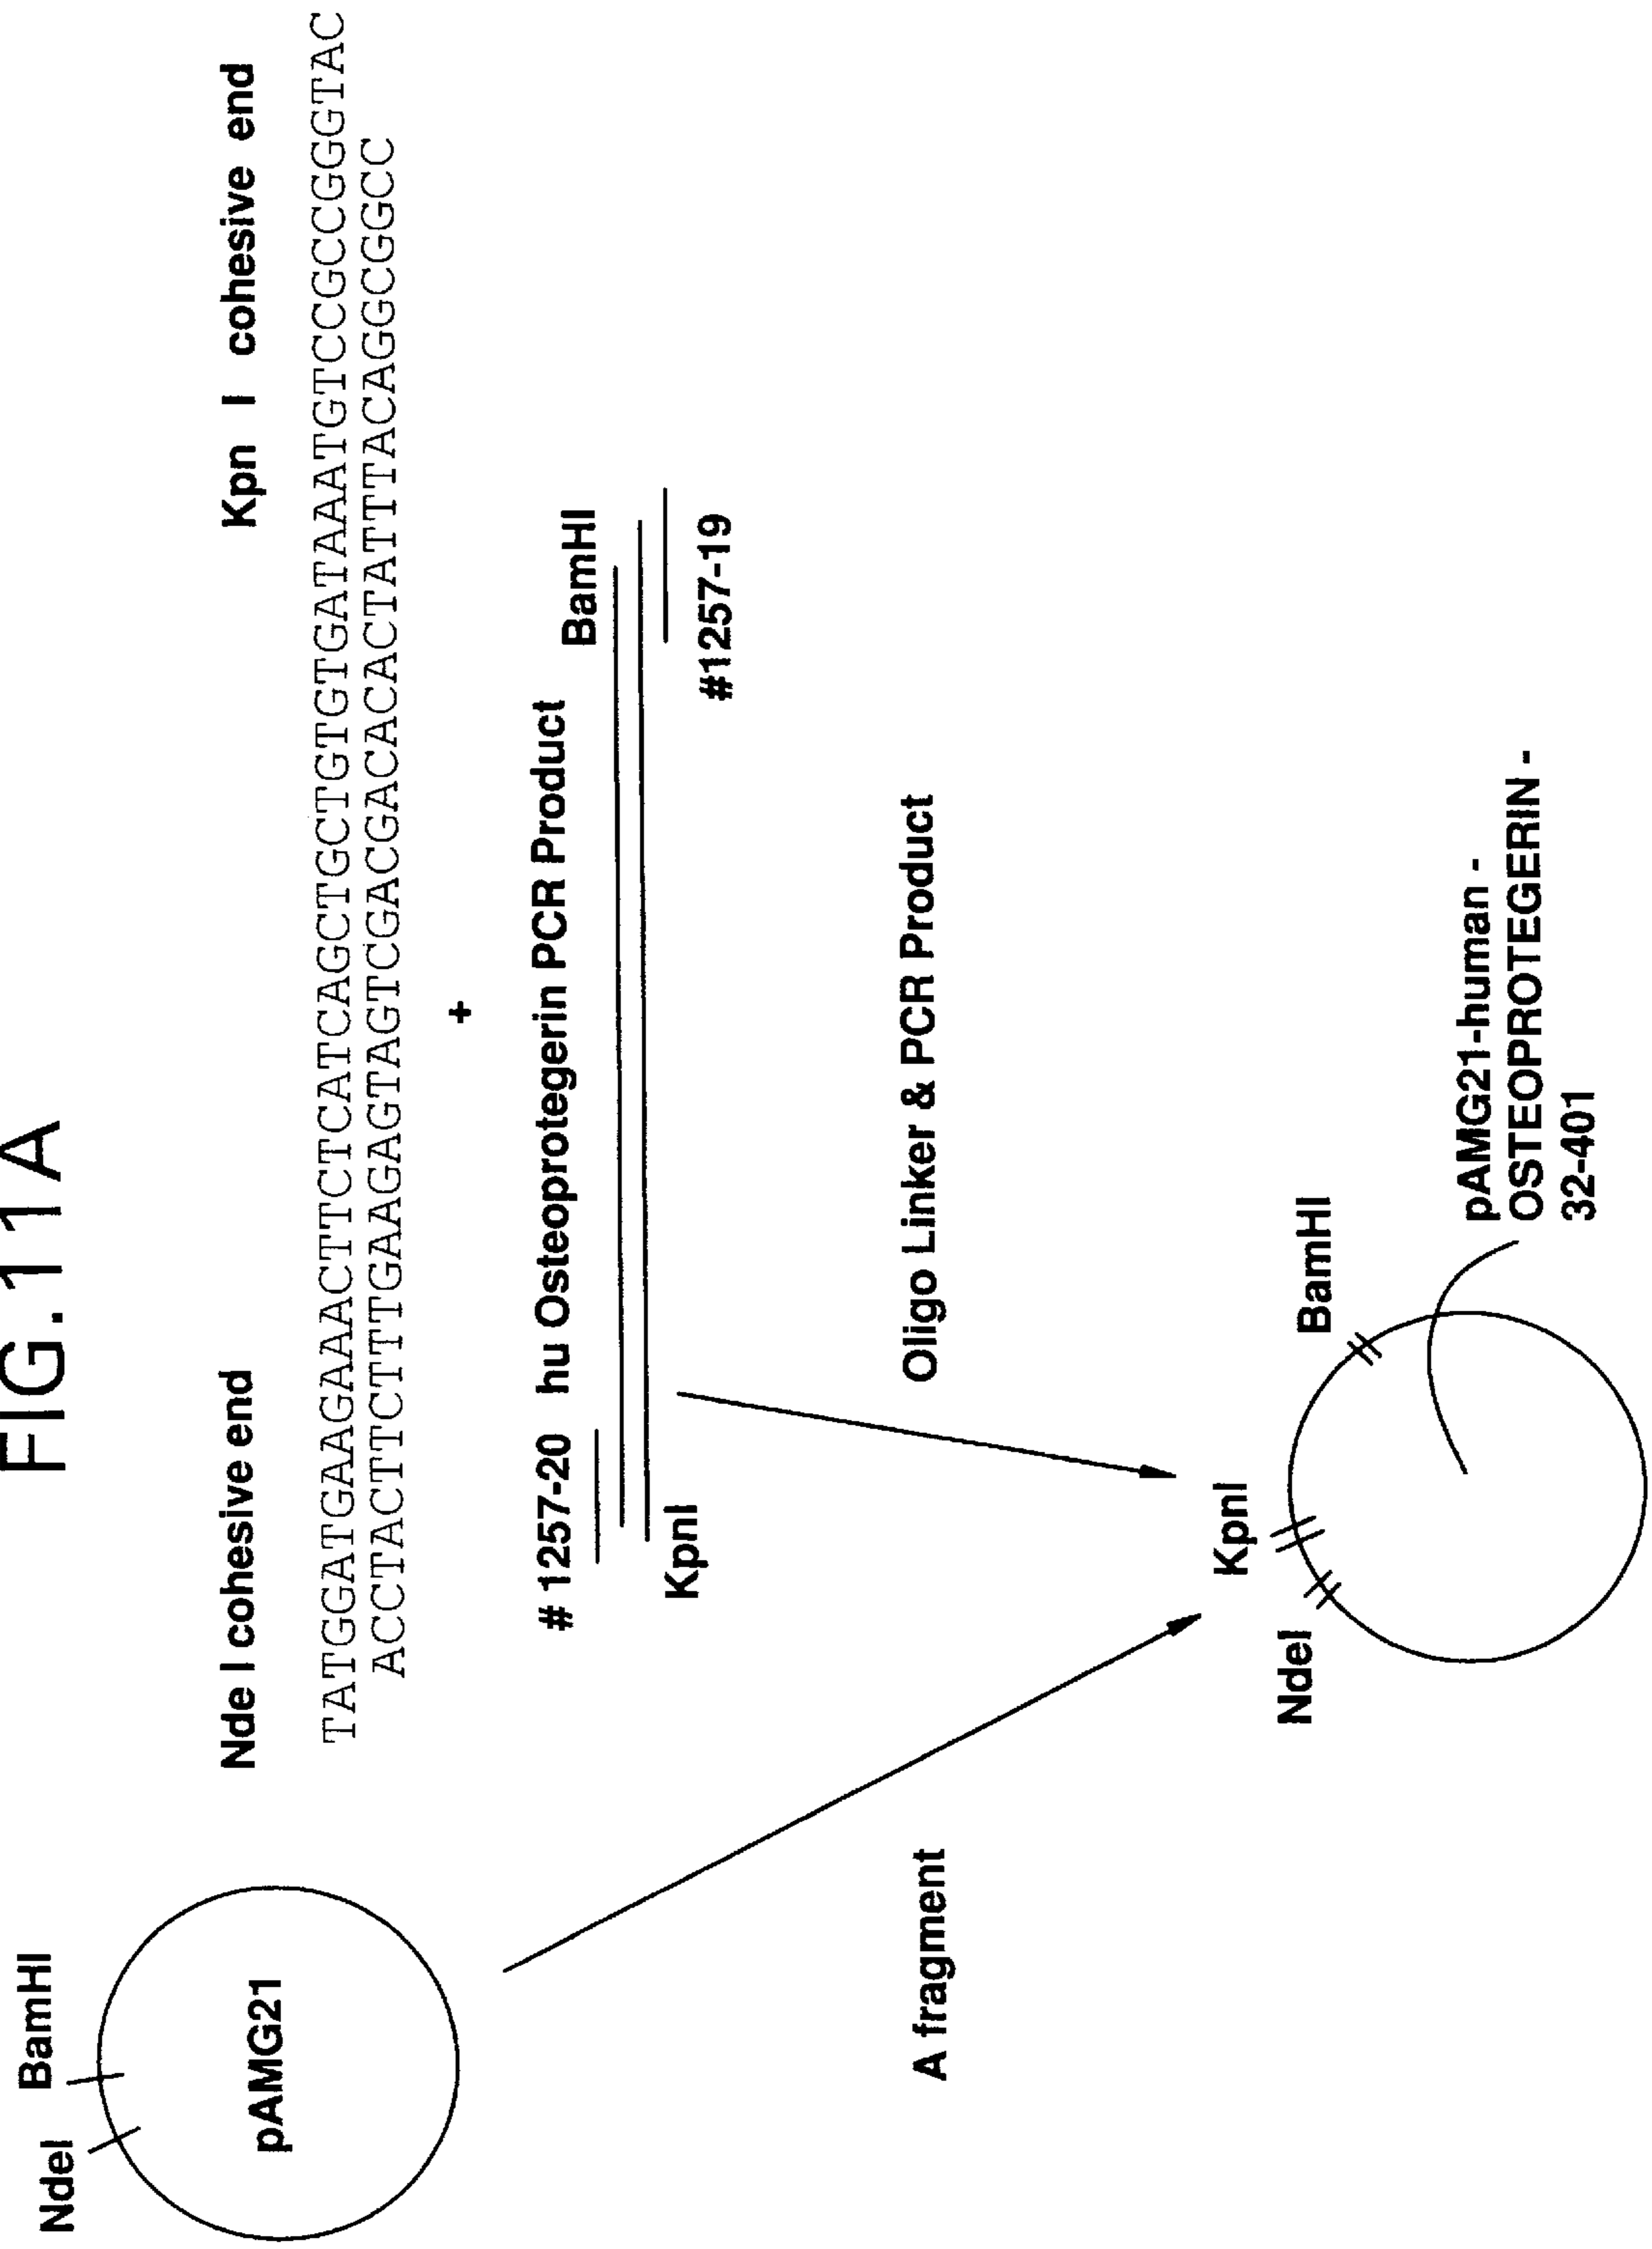 FIG.11A
NdeI BamHI
pAMG21
Nde I cohesive end Kpn I cohesive end
TATGGATGAAGAAACTTCTCATCAGCTGCTGTGTGATAAATGTCCGCCGGGTAC
ACCTACTTCTTTGAAGAGTAGTCGACGACACACTATTTACAGGCGGCC
+
# 1257-20 hu Osteoprotegerin PCR Product BamHI
KpnI
#1257-19
A fragment
Oligo Linker & PCR Product
NdeI KpnI BamHI
pAMG21-human -
OSTEOPROTEGERIN -
32-401